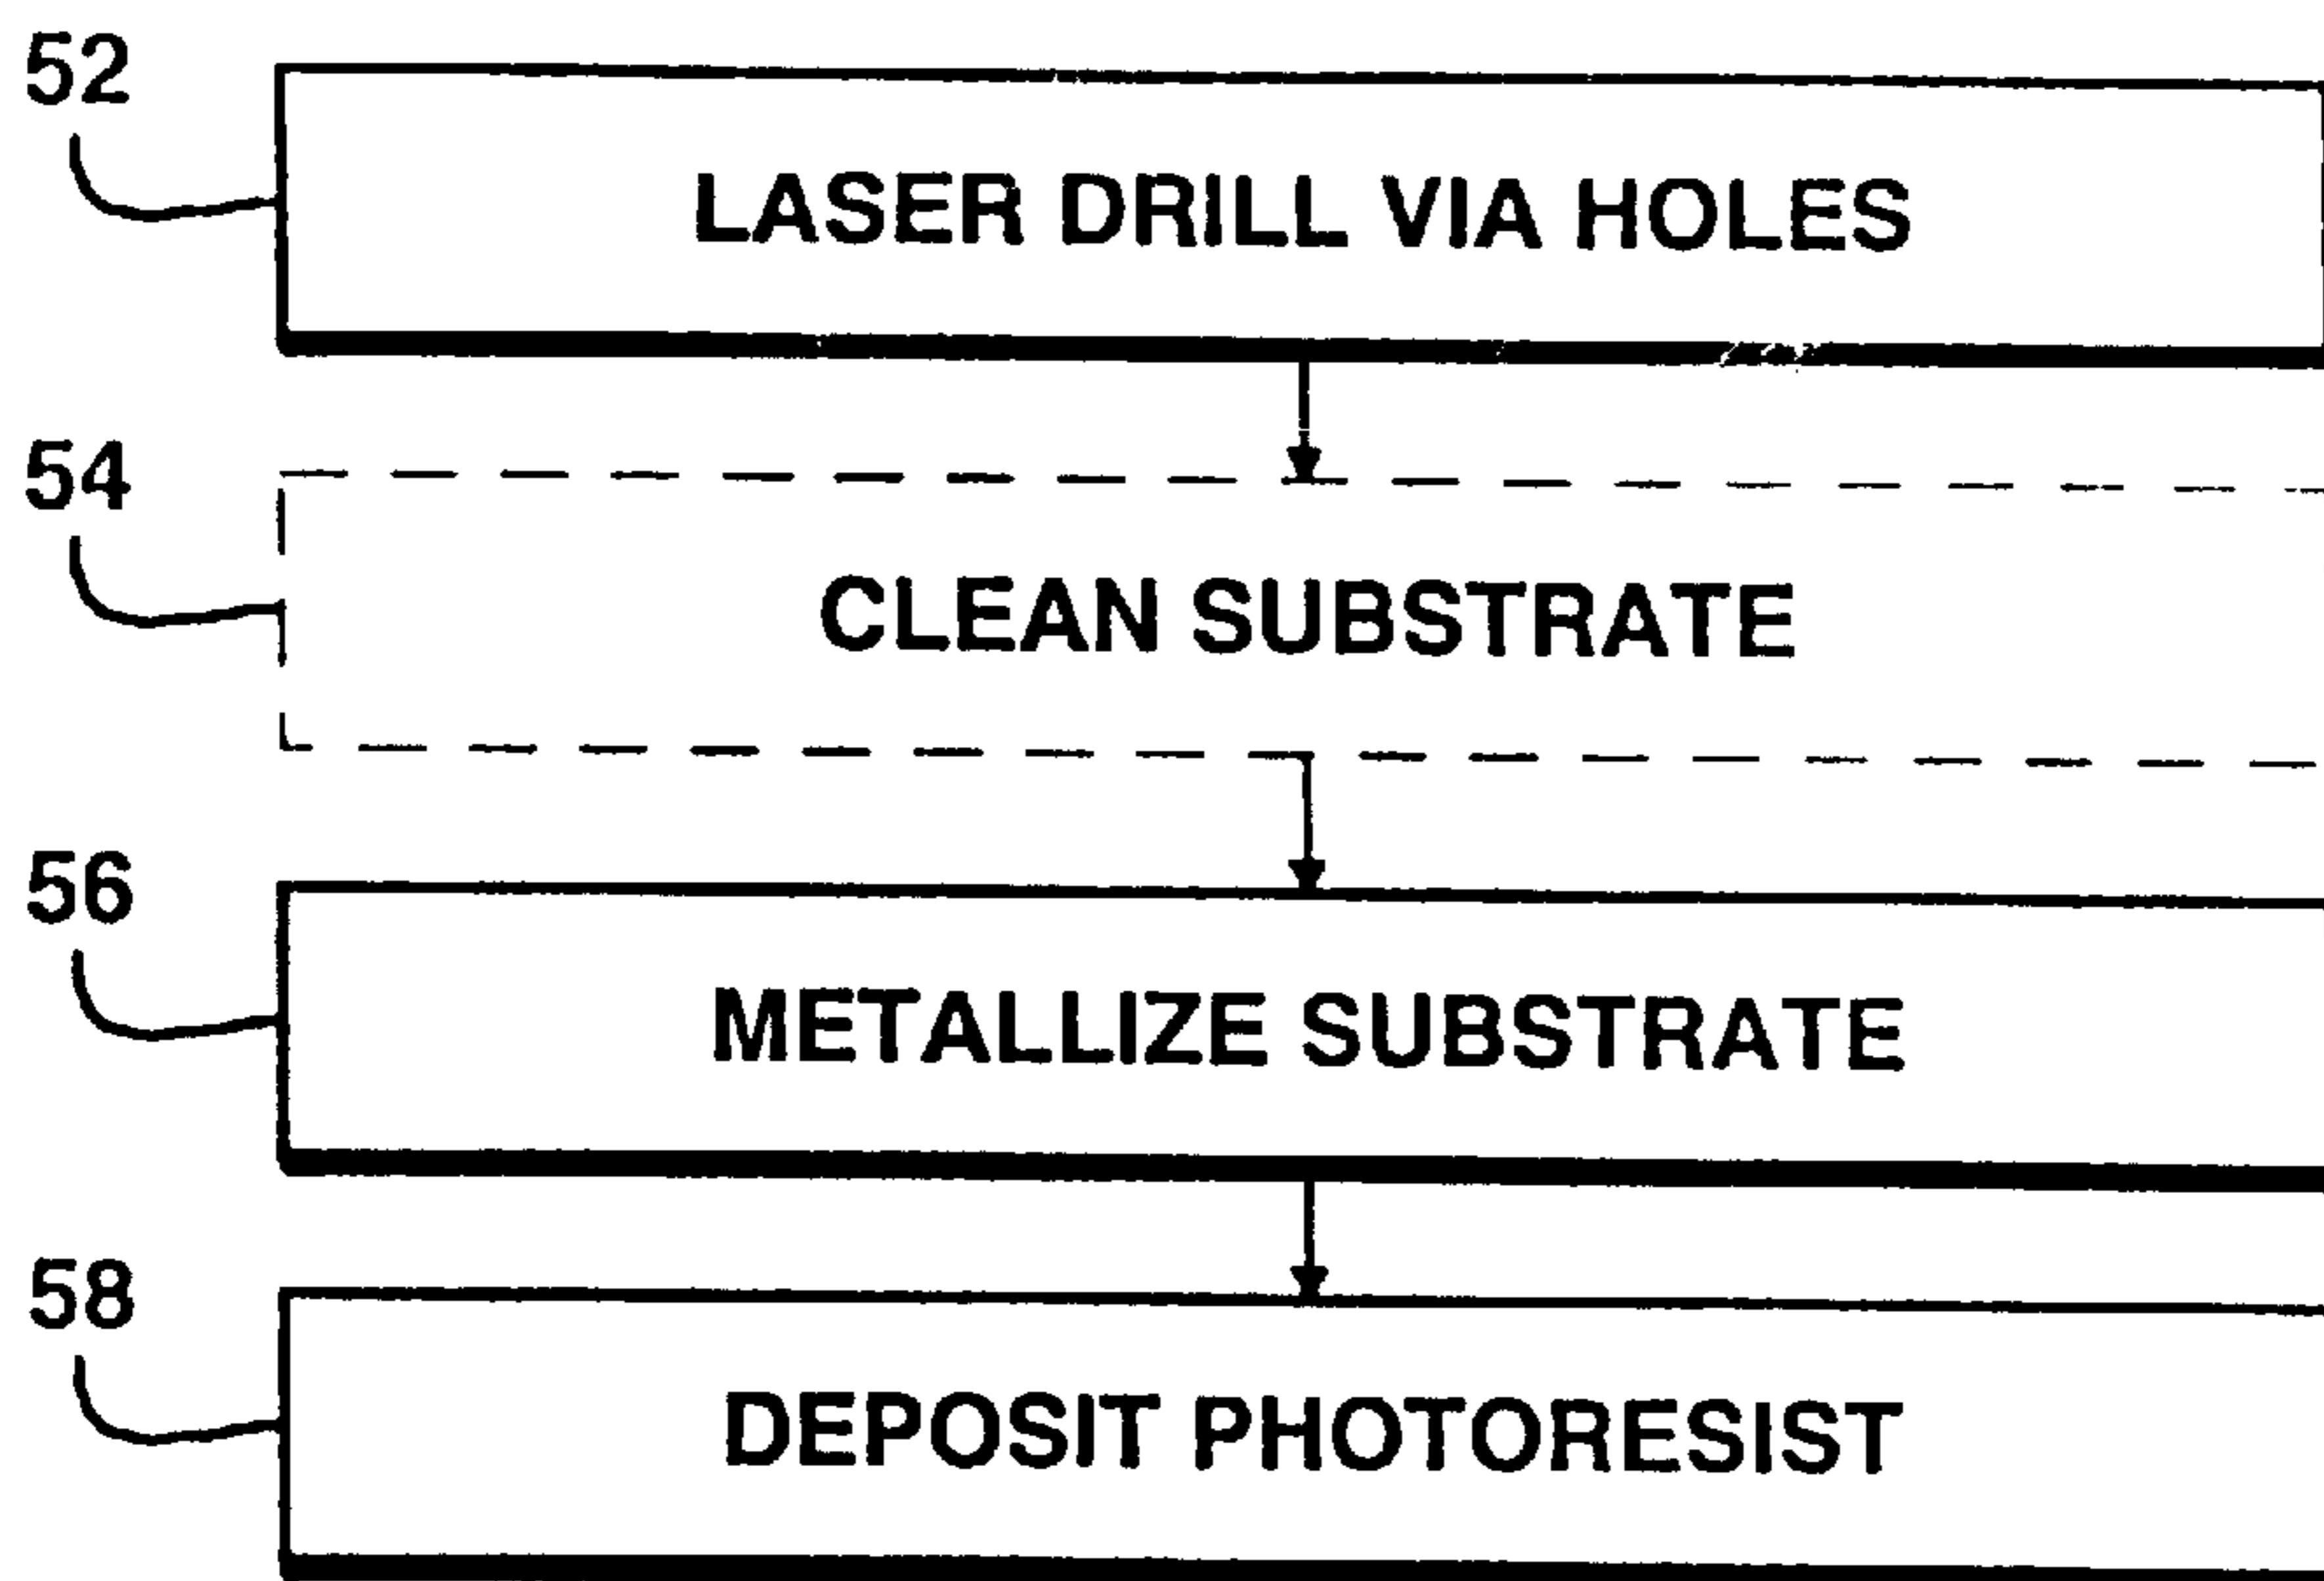 52
LASER DRILL VIA HOLES
54
CLEAN SUBSTRATE
56
METALLIZE SUBSTRATE
58
DEPOSIT PHOTORESIST